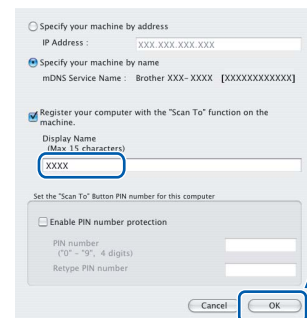 Specify your machine by address
IP Address : XXX.XXX.XXX.XXX
Specify your machine by name
mDNS Service Name : Brother XXX-XXXX [XXXXXXXXXXXX]
Register your computer with the "Scan To" function on the
machine.
Display Name
(Max 15 characters)
XXXX
Set the "Scan To" Button PIN number for this computer
Enable PIN number protection
PIN number
("0" - "9", 4 digits)
Retype PIN number
Cancel OK